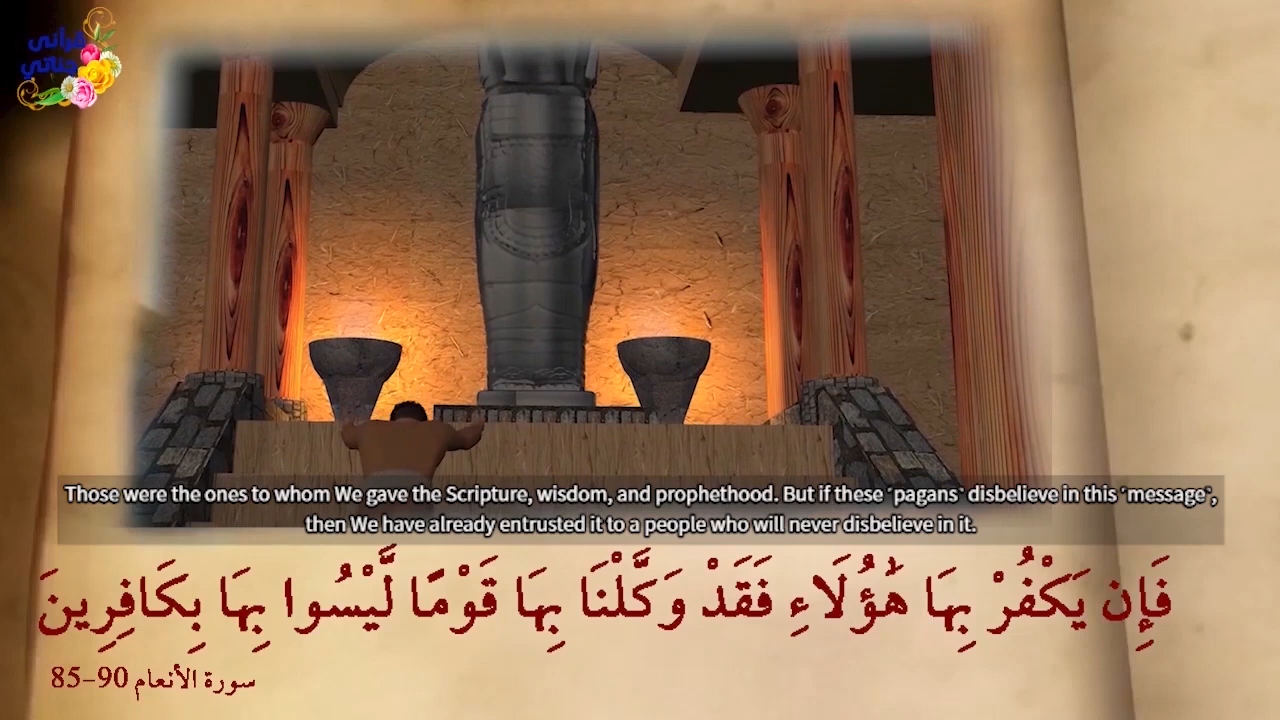 قرآنى
جنتي
Those were the ones to whom We gave the Scripture, wisdom, and prophethood. But if these ˹pagans˺ disbelieve in this ˹message˺,
then We have already entrusted it to a people who will never disbelieve in it.
فَإِن يَكْفُرْ بِهَا هَٰؤُلَاءِ فَقَدْ وَكَّلْنَا بِهَا قَوْمًا لَّيْسُوا بِهَا بِكَافِرِينَ
سورة الأنعام 90-85